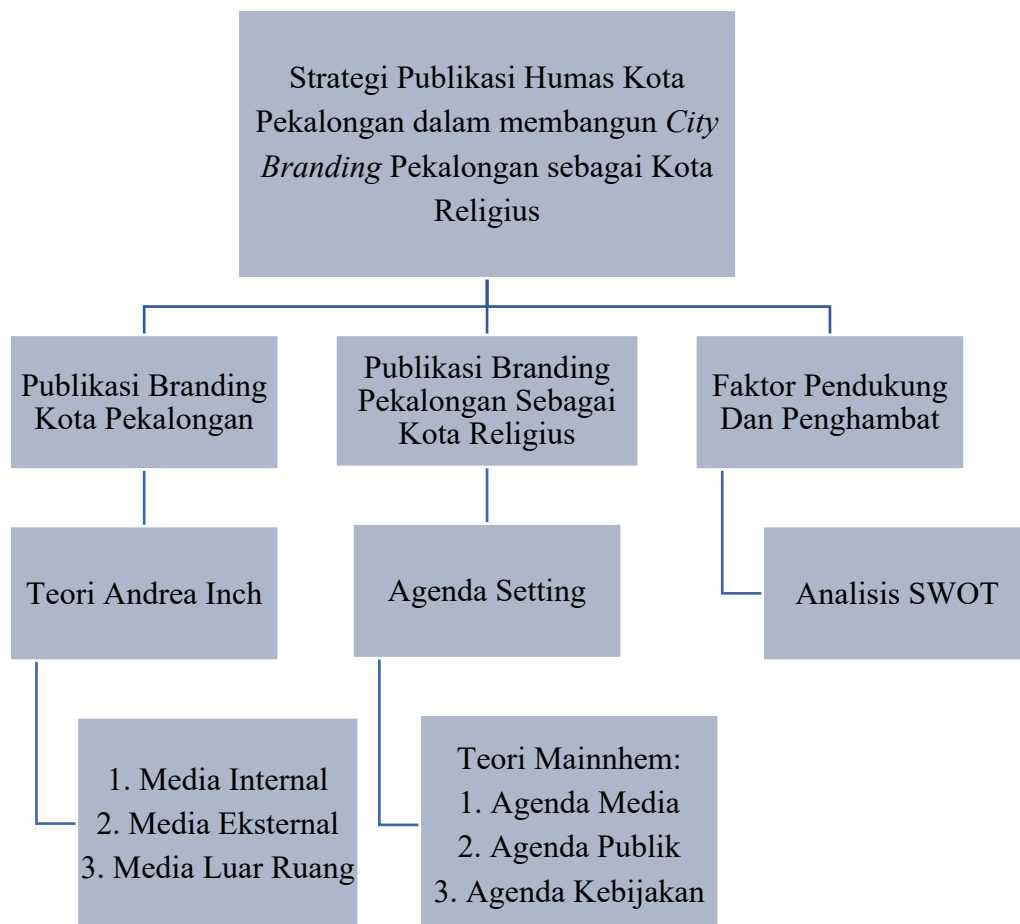 Strategi Publikasi Humas Kota
Pekalongan dalam membangun City
Branding Pekalongan sebagai Kota
Religius
Publikasi Branding
Kota Pekalongan
Publikasi Branding
Pekalongan Sebagai
Kota Religius
Faktor Pendukung
Dan Penghambat
Teori Andrea Inch
Agenda Setting
Analisis SWOT
1. Media Internal
2. Media Eksternal
3. Media Luar Ruang
Teori Mainnhem:
1. Agenda Media
2. Agenda Publik
3. Agenda Kebijakan